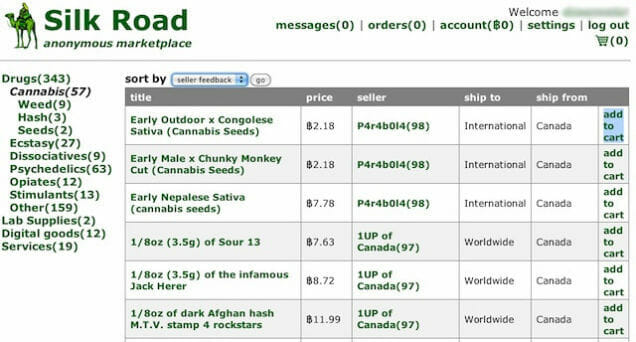 Silk Road
anonymous marketplace
Welcome
messages(0) | orders(0) | account(฿0) | settings | log out
(0)
Drugs(343)
Cannabis(57)
Weed(9)
Hash(3)
Seeds(2)
Ecstasy(27)
Dissociatives(9)
Psychedelics(63)
Opiates(12)
Stimulants(13)
Other(159)
Lab Supplies(2)
Digital goods(12)
Services(19)
sort by seller feedback go
title price seller ship to ship from
Early Outdoor x Congolese
Sativa (Cannabis Seeds)
฿2.18 P4r4b0l4(98) International Canada
add
to
cart
Early Male x Chunky Monkey
Cut (Cannabis Seeds)
฿2.18 P4r4b0l4(98) International Canada
add
to
cart
Early Nepalese Sativa
(cannabis seeds)
฿7.78 P4r4b0l4(98) International Canada
add
to
cart
1/8oz (3.5g) of Sour 13
฿7.63 1UP of
Canada(97)
Worldwide Canada
add
to
cart
1/8oz (3.5g) of the infamous
Jack Herer
฿8.72 1UP of
Canada(97)
Worldwide Canada
add
to
cart
1/8oz of dark Afghan hash
M.T.V. stamp 4 rockstars
฿11.99 1UP of
Canada(97)
Worldwide Canada
add
to
cart